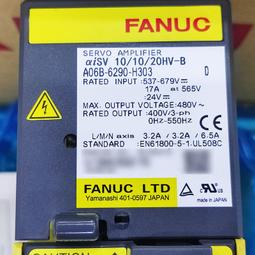 FANUC
SERVO AMPLIFIER
αiSV 10/10/20HV-B
A06B-6290-H303 D
RATED INPUT : 537-679V⎓
17A at 565V
24V⎓
MAX. OUTPUT VOLTAGE: 480V~
RATED OUTPUT : 400V/3-ph
0Hz-550Hz
L/M/N axis 3.2A / 3.2A / 6.5A
STANDARD : EN61800-5-1.UL508C
FANUC LTD
Yamanashi 401-0597 JAPAN
MADE IN JAPAN
CAUTION